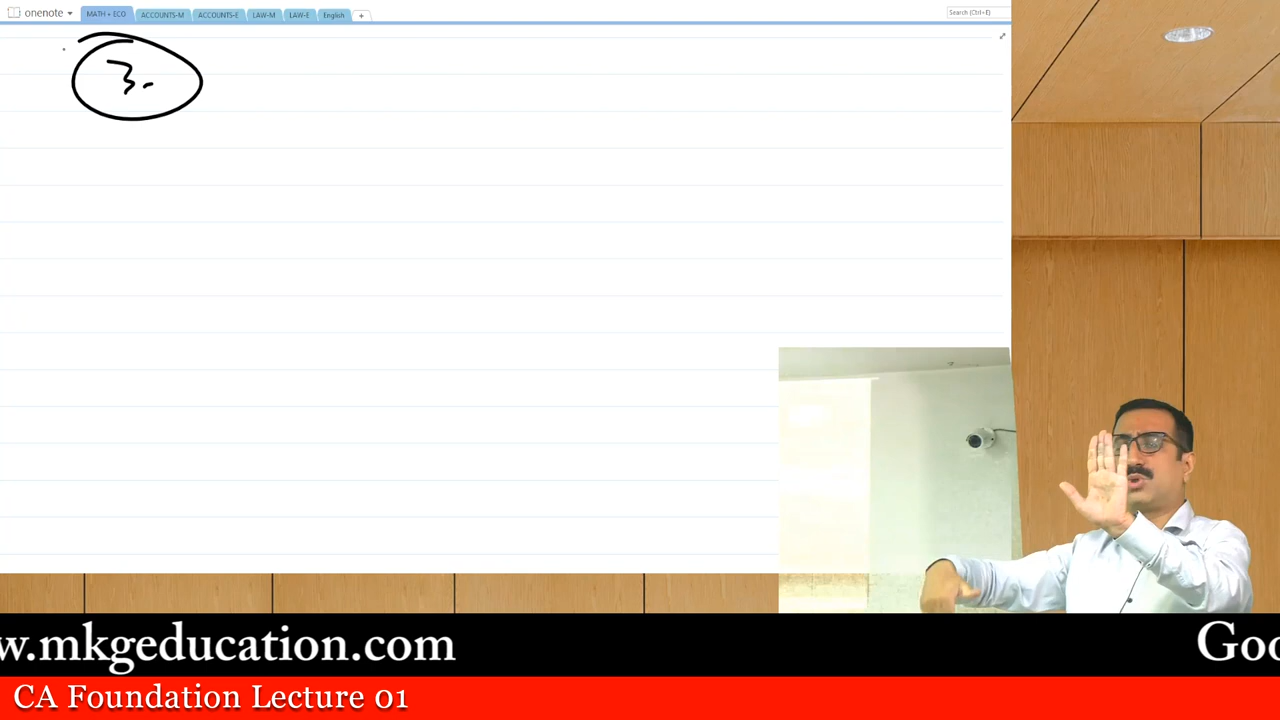 onenote MATH + ECO ACCOUNTS-M ACCOUNTS-E LAW-M LAW-E English + Search (Ctrl+E)
3.
w.mkgeducation.com Goo
CA Foundation Lecture 01